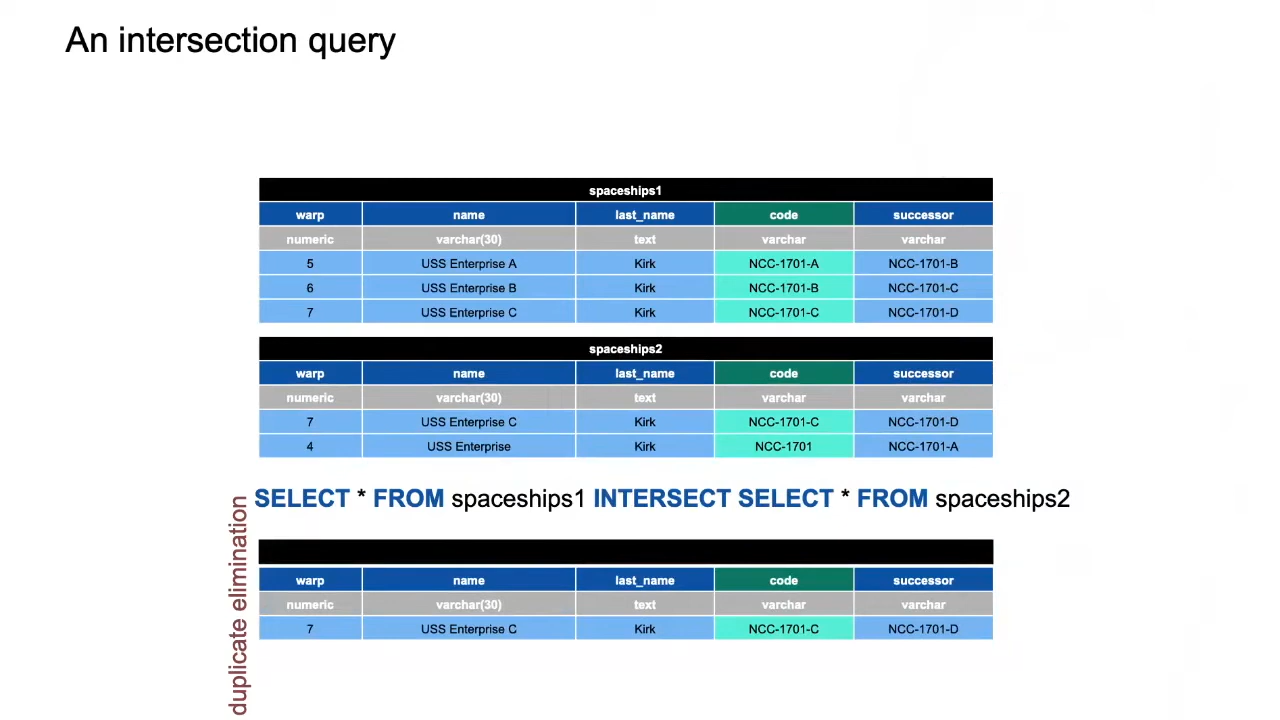 An intersection query
spaceships1
warp name last_name code successor
numeric varchar(30) text varchar varchar
5 USS Enterprise A Kirk NCC-1701-A NCC-1701-B
6 USS Enterprise B Kirk NCC-1701-B NCC-1701-C
7 USS Enterprise C Kirk NCC-1701-C NCC-1701-D
spaceships2
warp name last_name code successor
numeric varchar(30) text varchar varchar
7 USS Enterprise C Kirk NCC-1701-C NCC-1701-D
4 USS Enterprise Kirk NCC-1701 NCC-1701-A
SELECT * FROM spaceships1 INTERSECT SELECT * FROM spaceships2
duplicate elimination
warp name last_name code successor
numeric varchar(30) text varchar varchar
7 USS Enterprise C Kirk NCC-1701-C NCC-1701-D